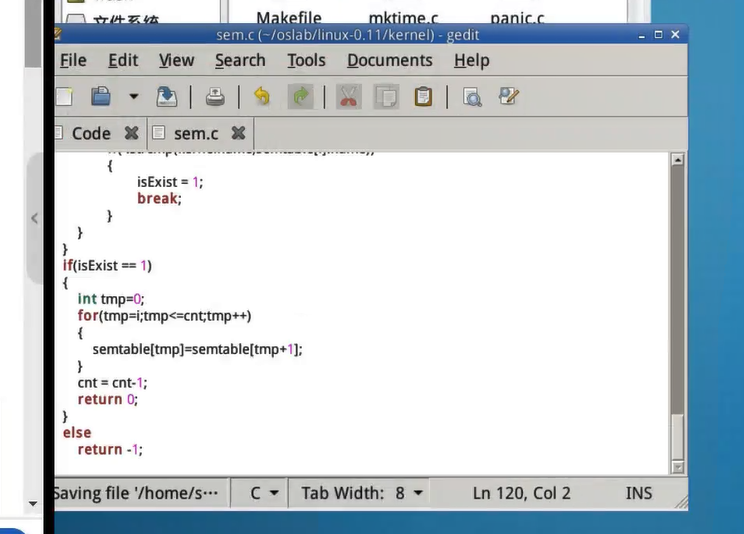 文件系统
Makefile mktime.c panic.c
sem.c (~/oslab/linux-0.11/kernel) - gedit
File Edit View Search Tools Documents Help
Code sem.c
{
isExist = 1;
break;
}
}
}
if(isExist == 1)
{
int tmp=0;
for(tmp=i;tmp<=cnt;tmp++)
{
semtable[tmp]=semtable[tmp+1];
}
cnt = cnt-1;
return 0;
}
else
return -1;
Saving file '/home/s··· C Tab Width: 8 Ln 120, Col 2 INS